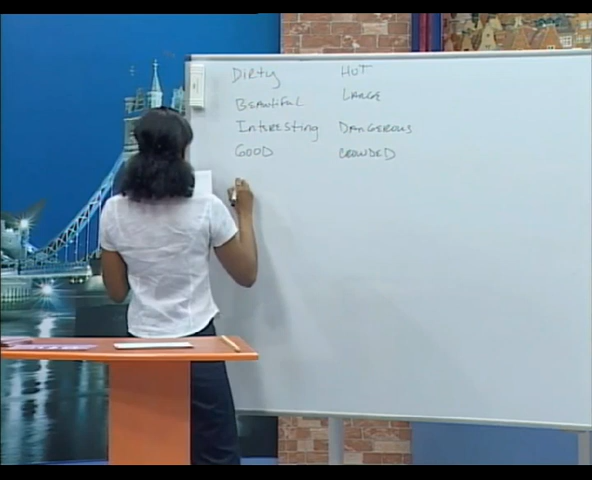 Dirty HOT
BEAUtifuL LARGE
INtERESting DANGEROUS
GOOD CROWDED